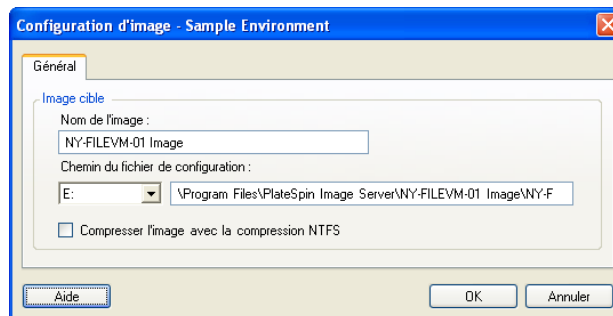 Configuration d'image - Sample Environment
Général
Image cible
Nom de l'image :
NY-FILEVM-01 Image
Chemin du fichier de configuration :
E: \Program Files\PlateSpin Image Server\NY-FILEVM-01 Image\NY-F
Compresser l'image avec la compression NTFS
Aide OK Annuler